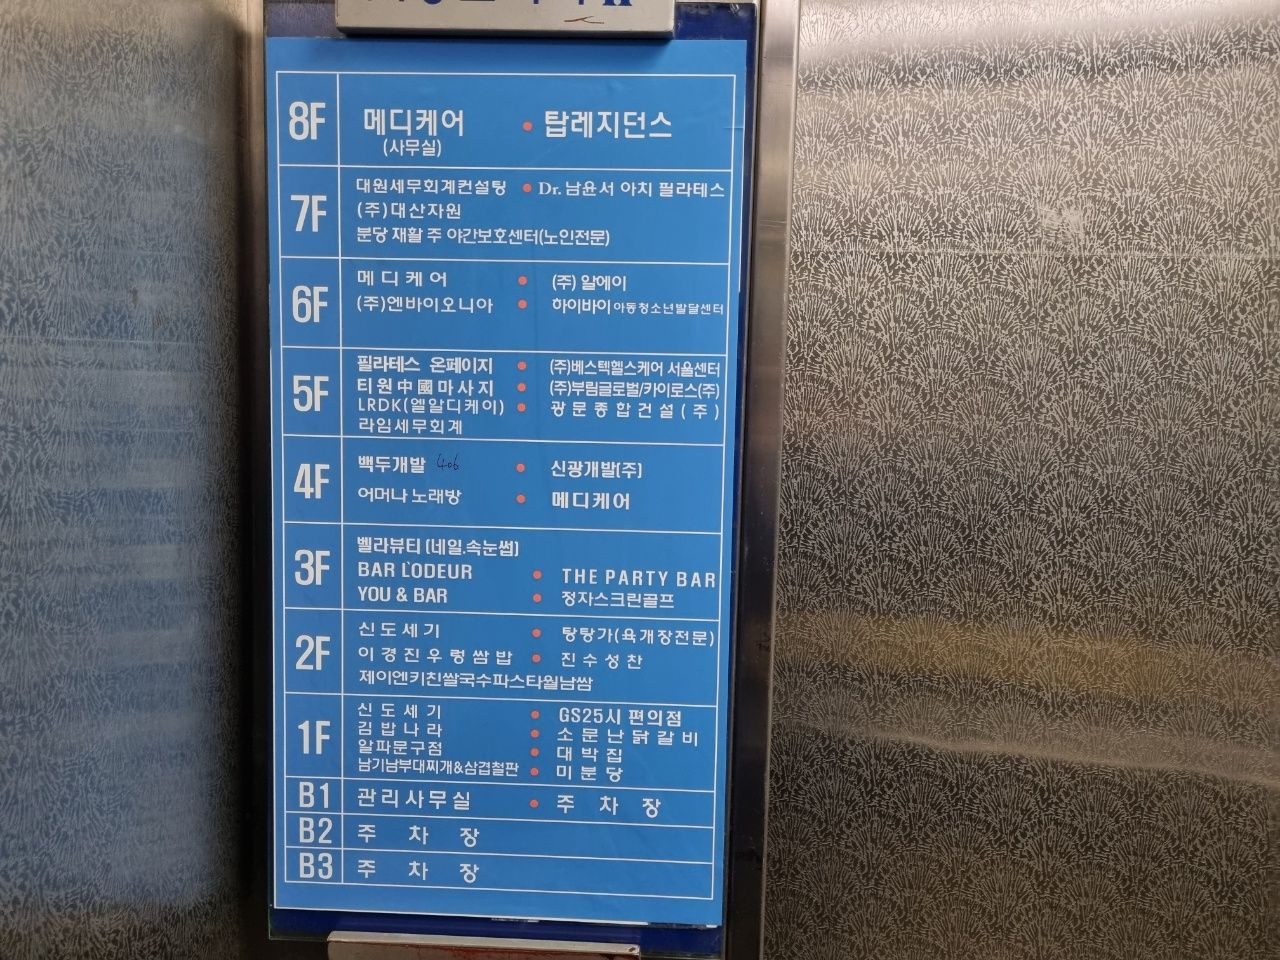 8F 메디케어 • 탑레지던스
(사무실)
7F 대원세무회계컨설팅 • Dr. 남윤서 아치 필라테스
(주)대산자원
분당 재활 주 야간보호센터(노인전문)
6F 메디케어 • (주) 알에이
(주)엔바이오니아 • 하이바이 아동청소년발달센터
5F 필라테스 온페이지 • (주)베스텍헬스케어 서울센터
티원中國마사지 • (주)부림글로벌/카이로스(주)
LRDK(엘알디케이) • 광문종합건설(주)
라임세무회계
4F 백두개발 406 • 신광개발(주)
어머나 노래방 • 메디케어
3F 벨라뷰티 (네일.속눈썹)
BAR L'ODEUR • THE PARTY BAR
YOU & BAR • 정자스크린골프
2F 신도세기 • 탕탕가(육개장전문)
이경진우렁쌈밥 • 진수성찬
제이엔키친쌀국수파스타월남쌈
1F 신도세기 • GS25시 편의점
김밥나라 • 소문난닭갈비
알파문구점 • 대박집
남기남부대찌개&삼겹철판 • 미분당
B1 관리사무실 • 주차장
B2 주차장
B3 주차장